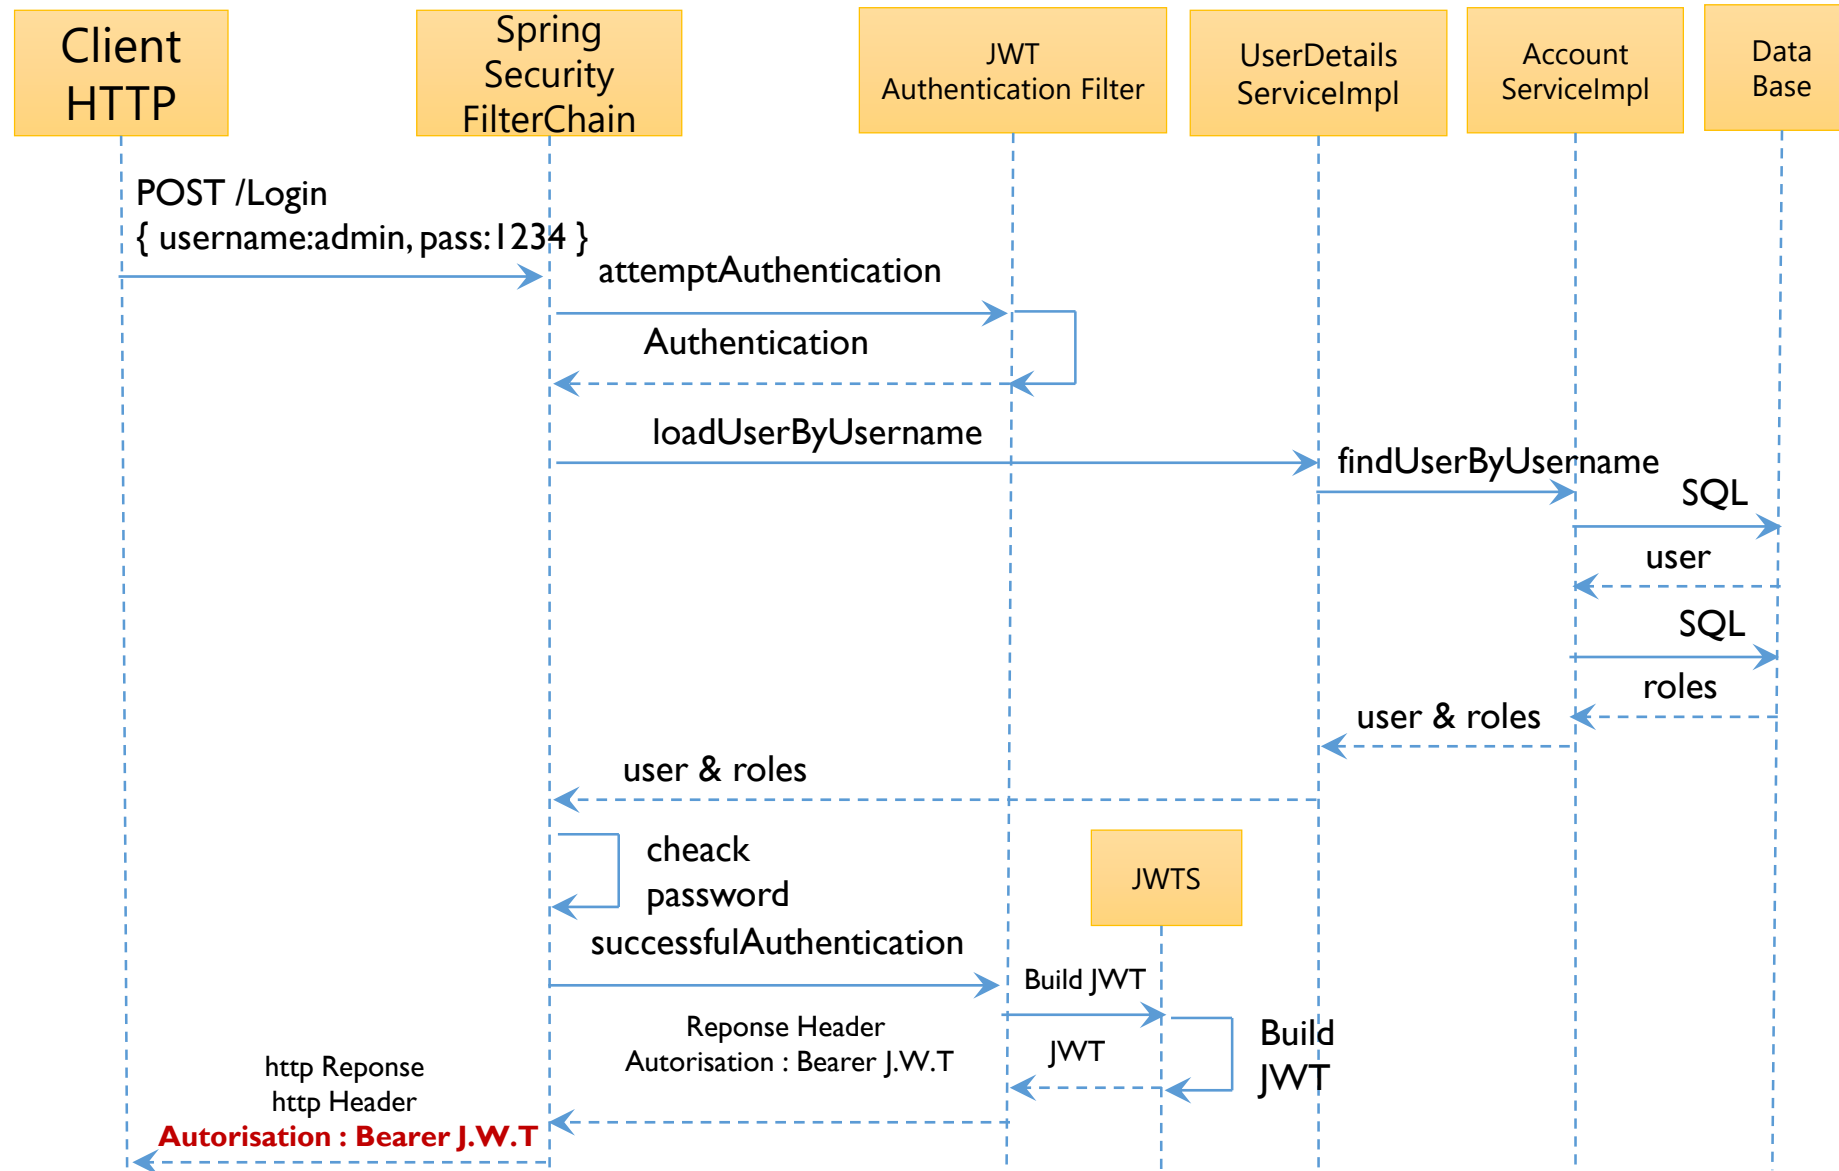 Client
HTTP
Spring
Security
FilterChain
JWT
Authentication Filter
UserDetails
ServiceImpl
Account
ServiceImpl
Data
Base
POST /Login
{ username:admin, pass:1234 }
attemptAuthentication
Authentication
loadUserByUsername
findUserByUsername
SQL
user
SQL
roles
user & roles
user & roles
cheack
password
JWTS
successfulAuthentication
Build JWT
Build
JWT
JWT
Reponse Header
Autorisation : Bearer J.W.T
http Reponse
http Header
Autorisation : Bearer J.W.T